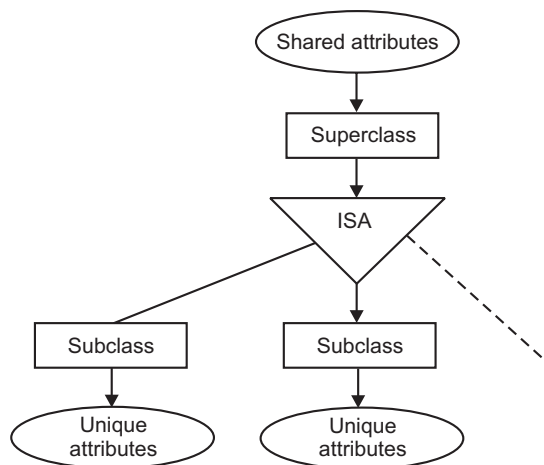 Shared attributes
Superclass
ISA
Subclass
Subclass
Unique
attributes
Unique
attributes